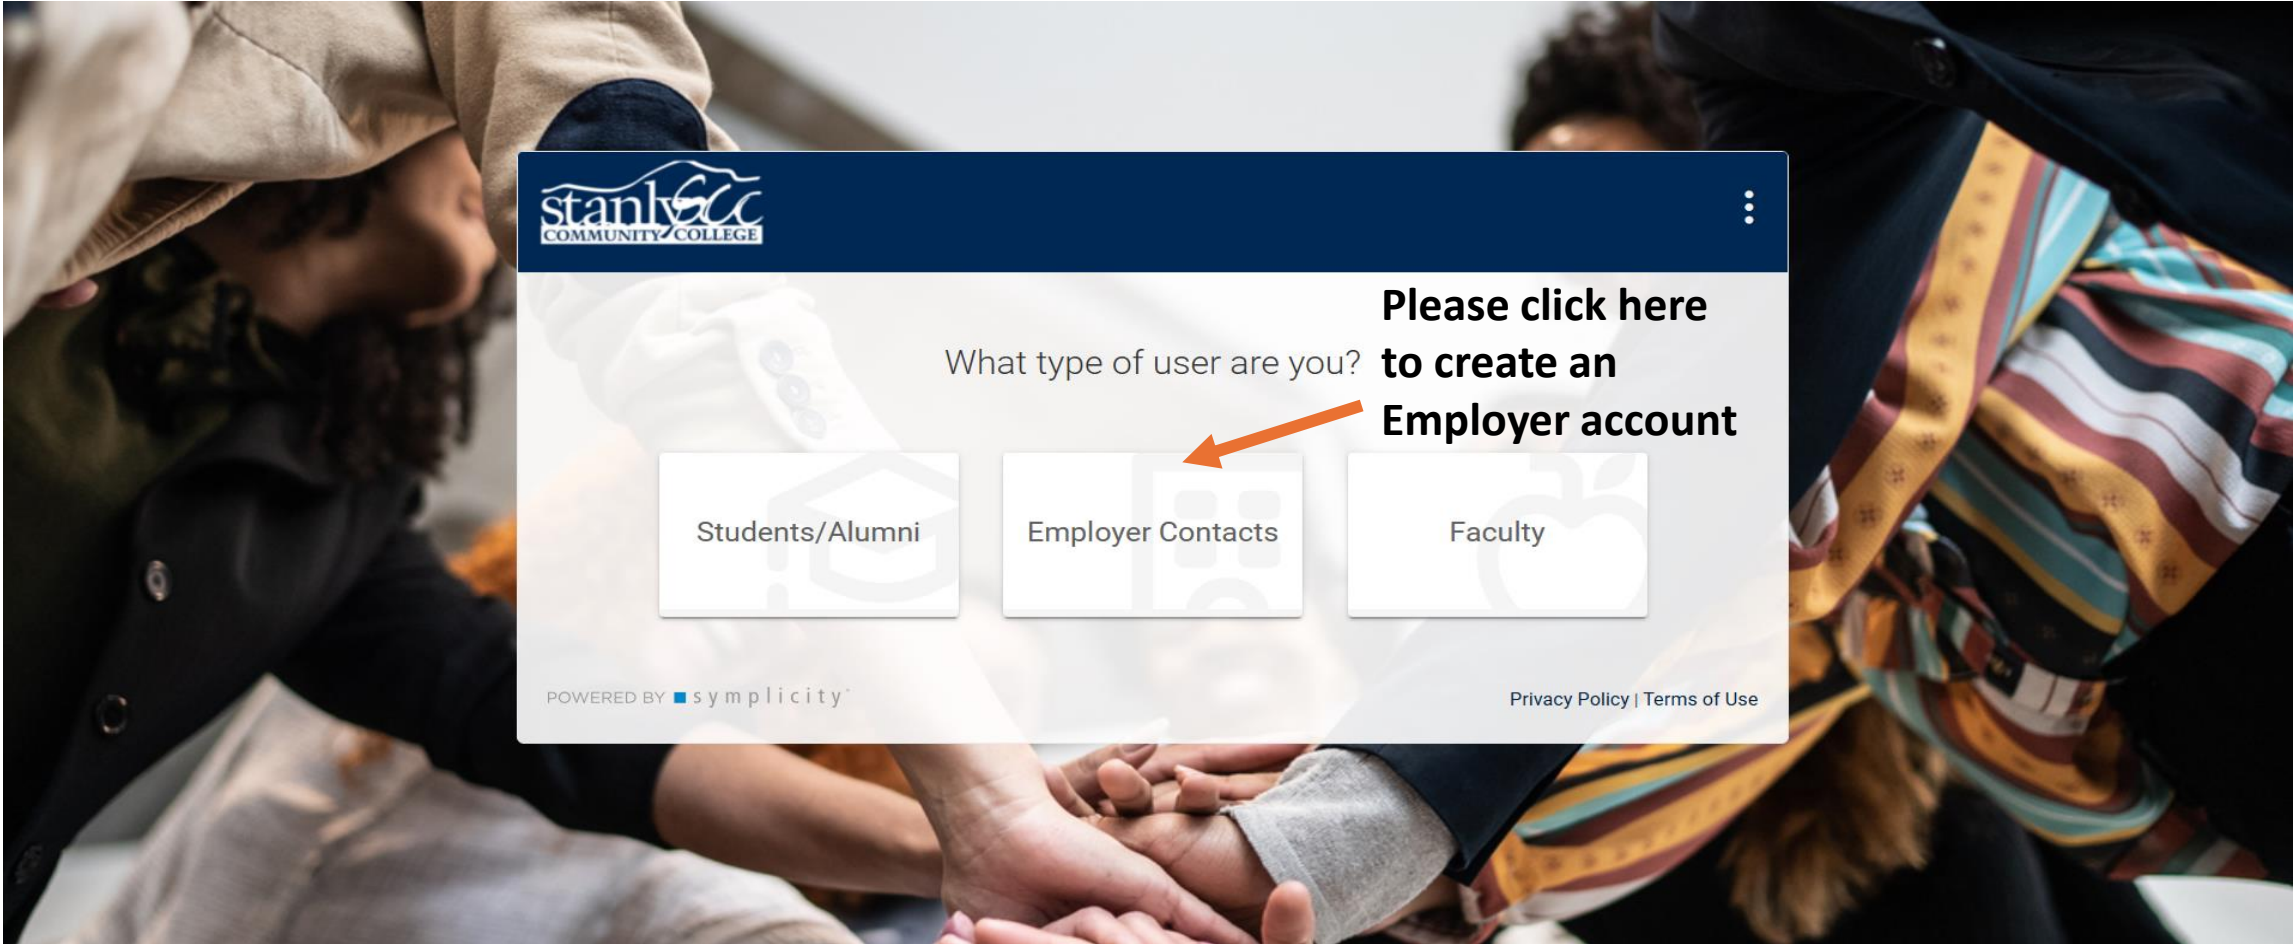 stanly SCC
COMMUNITY COLLEGE
Please click here
What type of user are you?
to create an
Employer account
Students/Alumni
Employer Contacts
Faculty
POWERED BY symplicity
Privacy Policy | Terms of Use